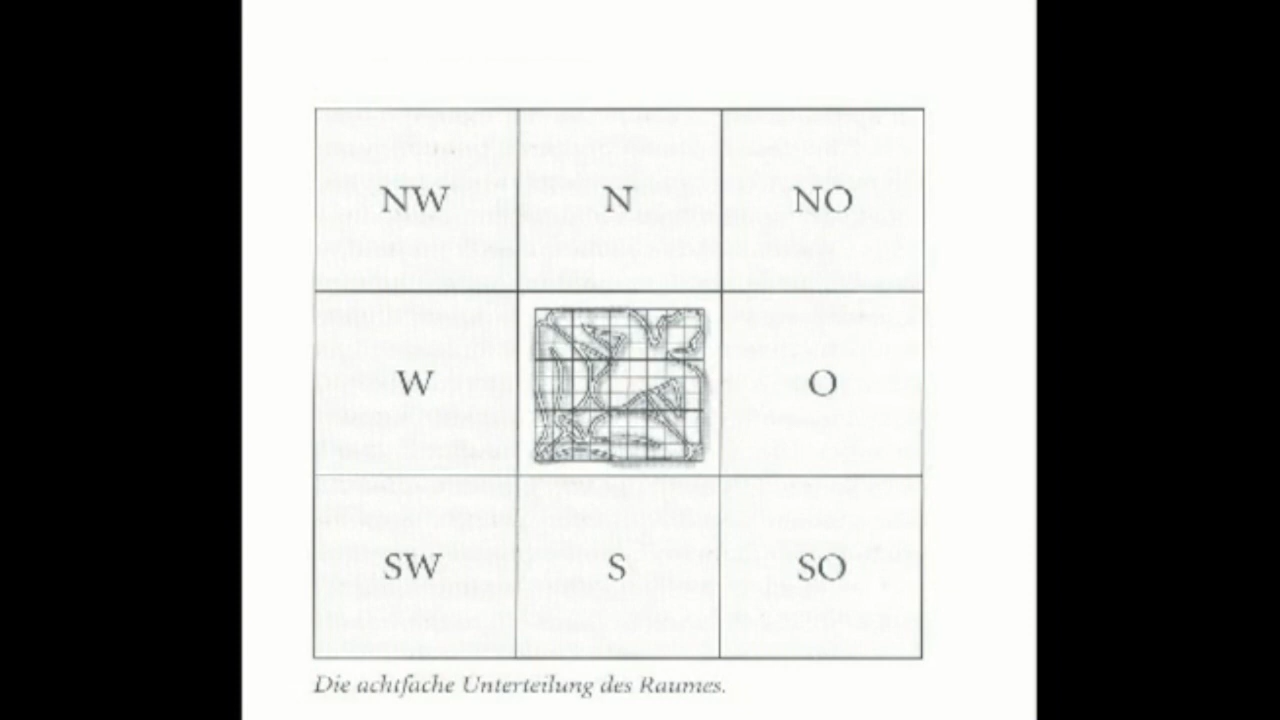 NW N NO
W O
SW S SO
Die achtfache Unterteilung des Raumes.